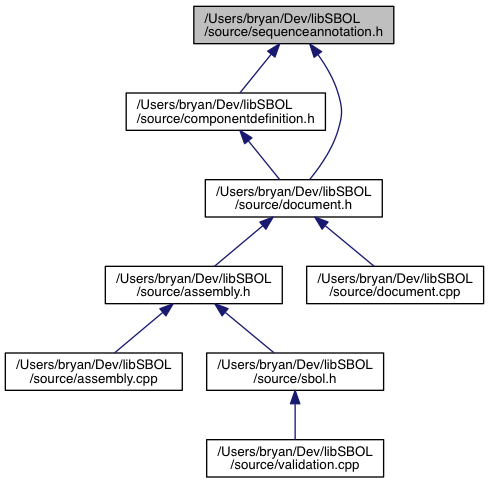 /Users/bryan/Dev/libSBOL
/source/sequenceannotation.h
/Users/bryan/Dev/libSBOL
/source/componentdefinition.h
/Users/bryan/Dev/libSBOL
/source/document.h
/Users/bryan/Dev/libSBOL
/source/assembly.h
/Users/bryan/Dev/libSBOL
/source/document.cpp
/Users/bryan/Dev/libSBOL
/source/assembly.cpp
/Users/bryan/Dev/libSBOL
/source/sbol.h
/Users/bryan/Dev/libSBOL
/source/validation.cpp